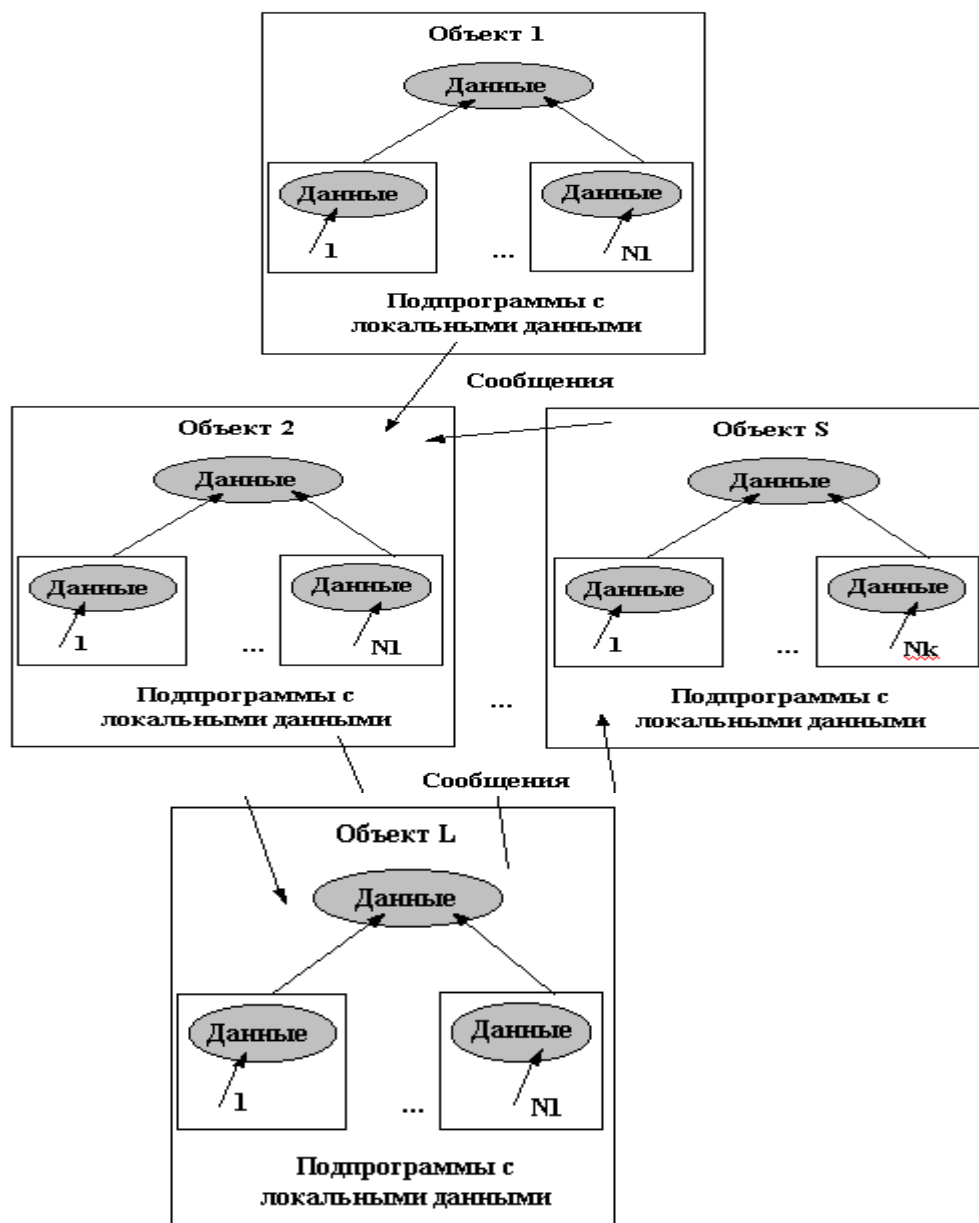 Объект 1
Данные
Данные
Данные
1
...
N1
Подпрограммы с
локальными данными
Сообщения
Объект 2
Данные
Данные
Данные
1
...
N1
Подпрограммы с
локальными данными
...
Объект S
Данные
Данные
Данные
1
...
Nk
Подпрограммы с
локальными данными
Сообщения
Объект L
Данные
Данные
Данные
1
...
N1
Подпрограммы с
локальными данными